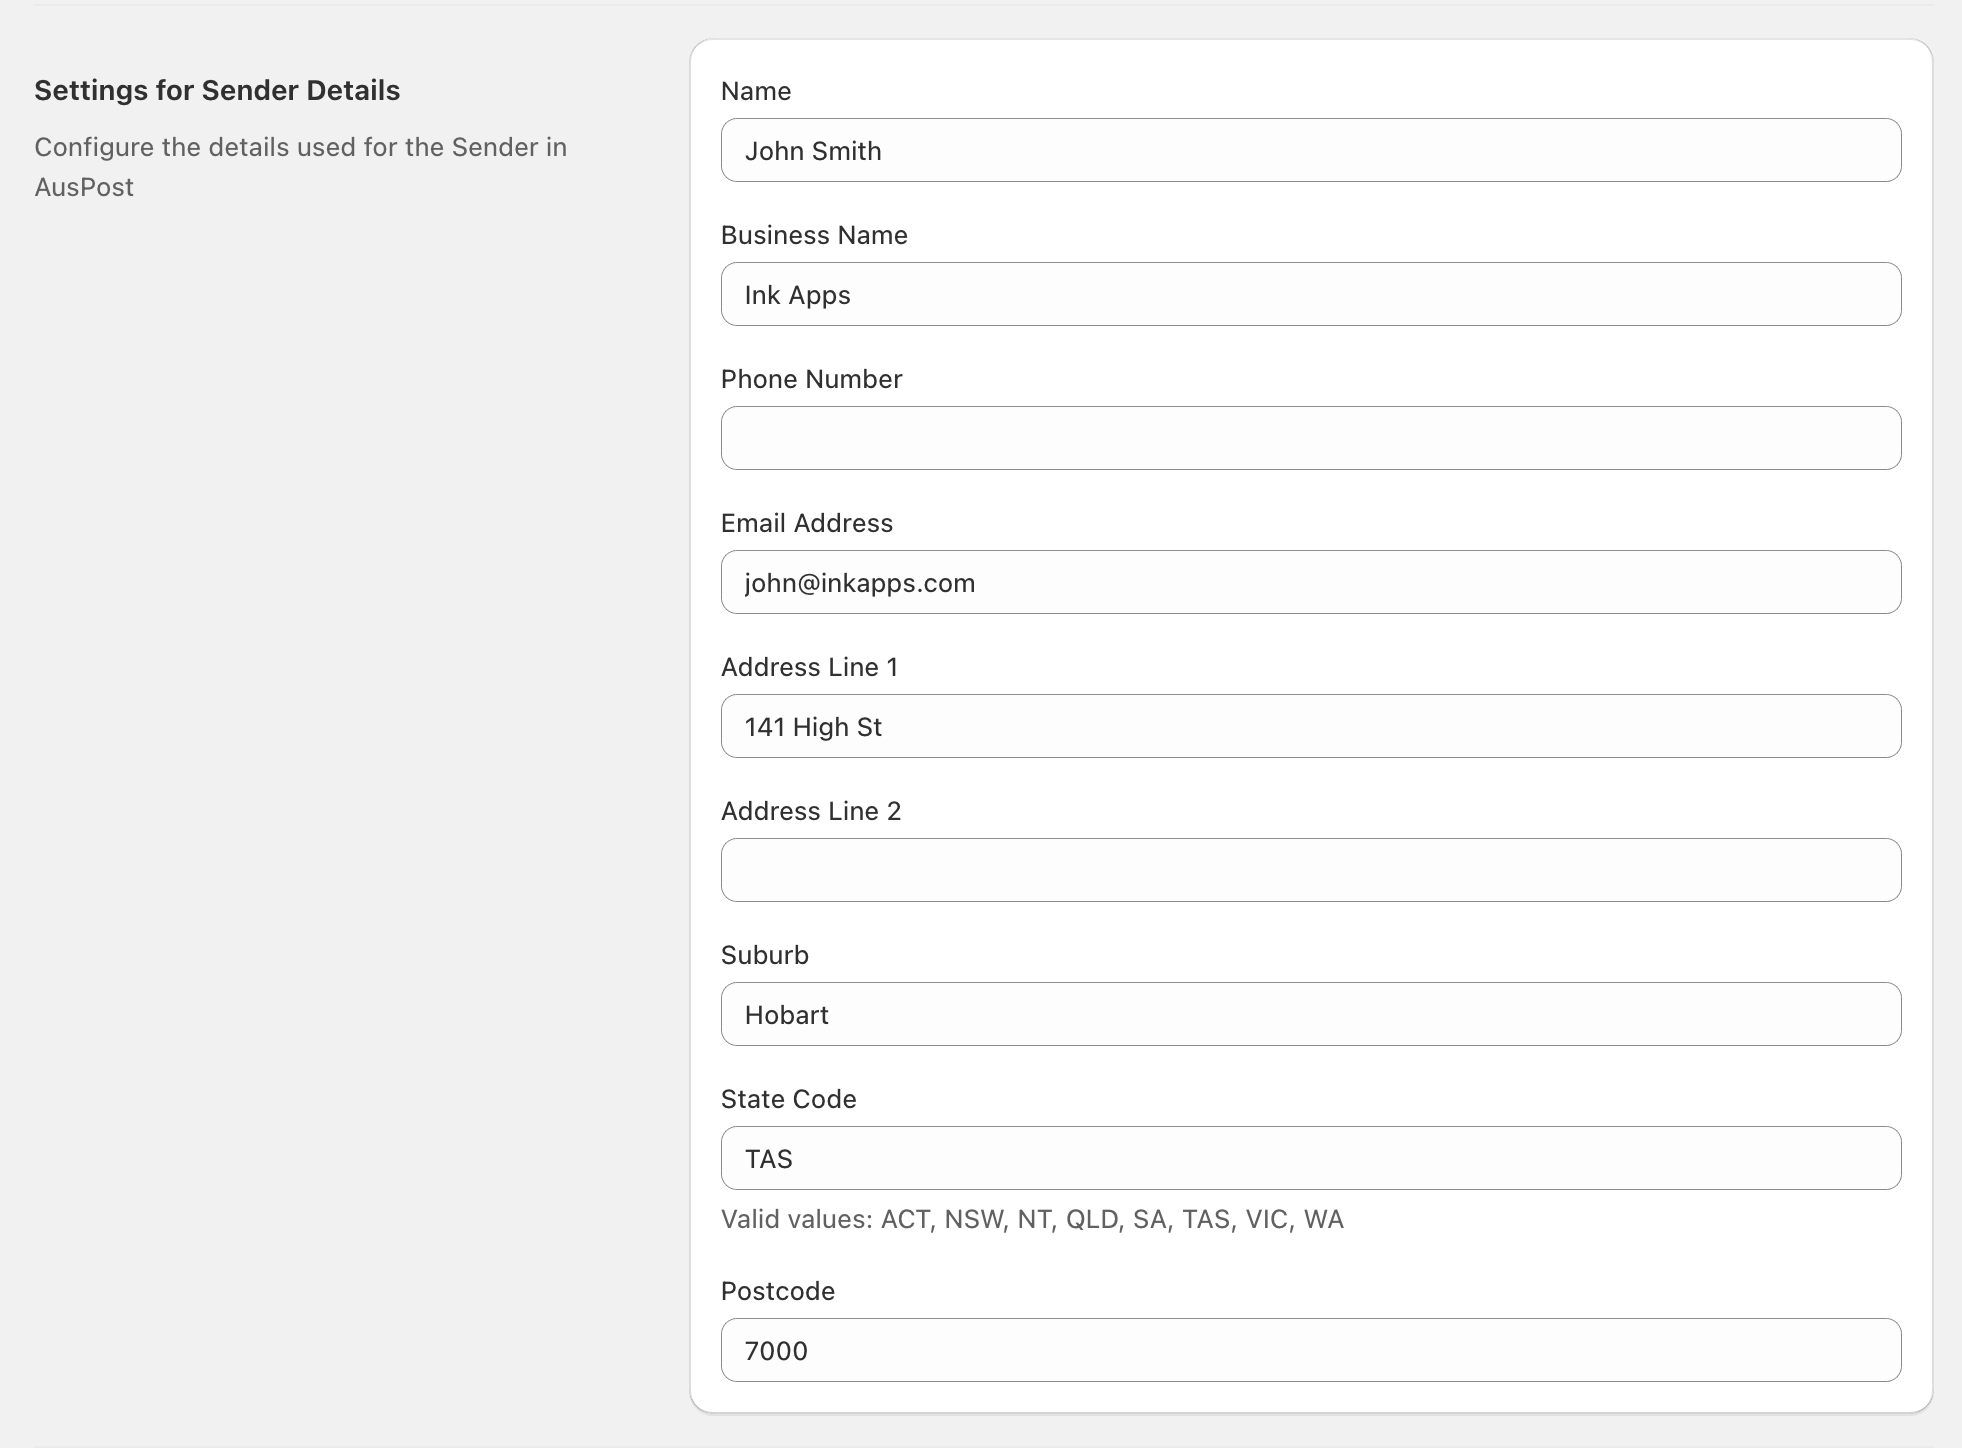 Settings for Sender Details
Configure the details used for the Sender in
AusPost
Name
John Smith
Business Name
Ink Apps
Phone Number
Email Address
john@inkapps.com
Address Line 1
141 High St
Address Line 2
Suburb
Hobart
State Code
TAS
Valid values: ACT, NSW, NT, QLD, SA, TAS, VIC, WA
Postcode
7000